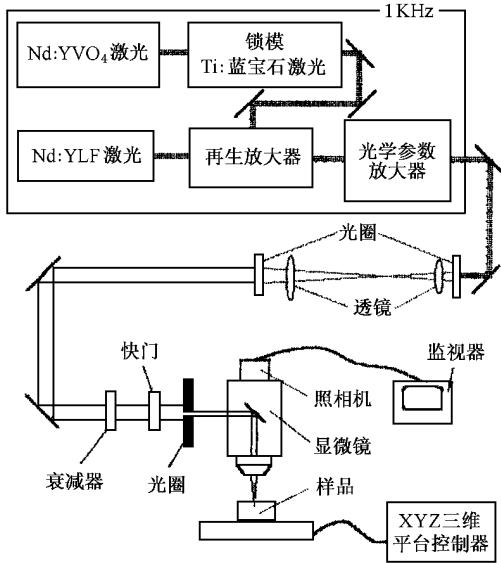 1KHz
Nd:YVO₄激光
锁模
Ti:蓝宝石激光
Nd:YLF激光
再生放大器
光学参数
放大器
光圈
透镜
快门
监视器
照相机
显微镜
衰减器
光圈
样品
XYZ三维
平台控制器